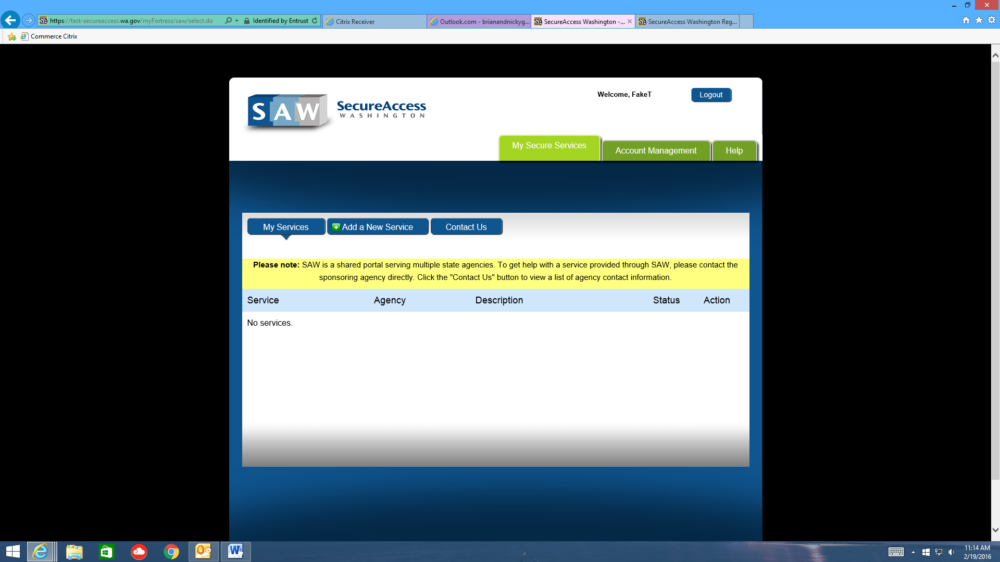 https://test-secureaccess.wa.gov/myFortress/saw/select.do
Identified by Entrust
Citrix Receiver
Outlook.com - brianandnickyg...
SecureAccess Washington -...
SecureAccess Washington Reg...
Commerce Citrix
SAW
SecureAccess
WASHINGTON
Welcome, FakeT
Logout
My Secure Services
Account Management
Help
My Services
Add a New Service
Contact Us
Please note: SAW is a shared portal serving multiple state agencies. To get help with a service provided through SAW, please contact the
sponsoring agency directly. Click the "Contact Us" button to view a list of agency contact information.
Service Agency Description Status Action
No services.
11:14 AM
2/19/2016